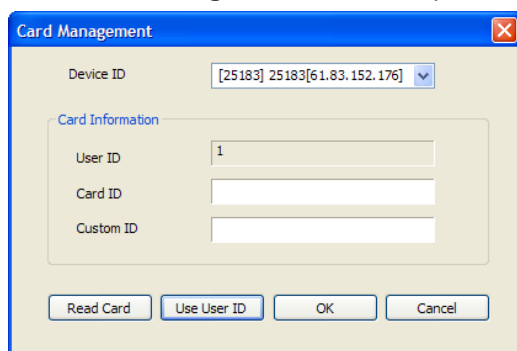 Card Management
Device ID
[25183] 25183[61.83.152.176]
Card Information
User ID
1
Card ID
Custom ID
Read Card
Use User ID
OK
Cancel